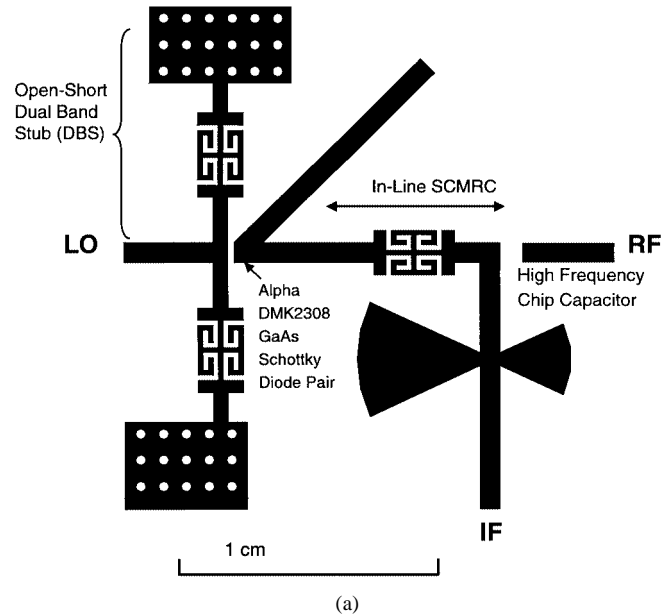 Open-Short
Dual Band
Stub (DBS)
In-Line SCMRC
LO
RF
High Frequency
Chip Capacitor
Alpha
DMK2308
GaAs
Schottky
Diode Pair
IF
1 cm
(a)